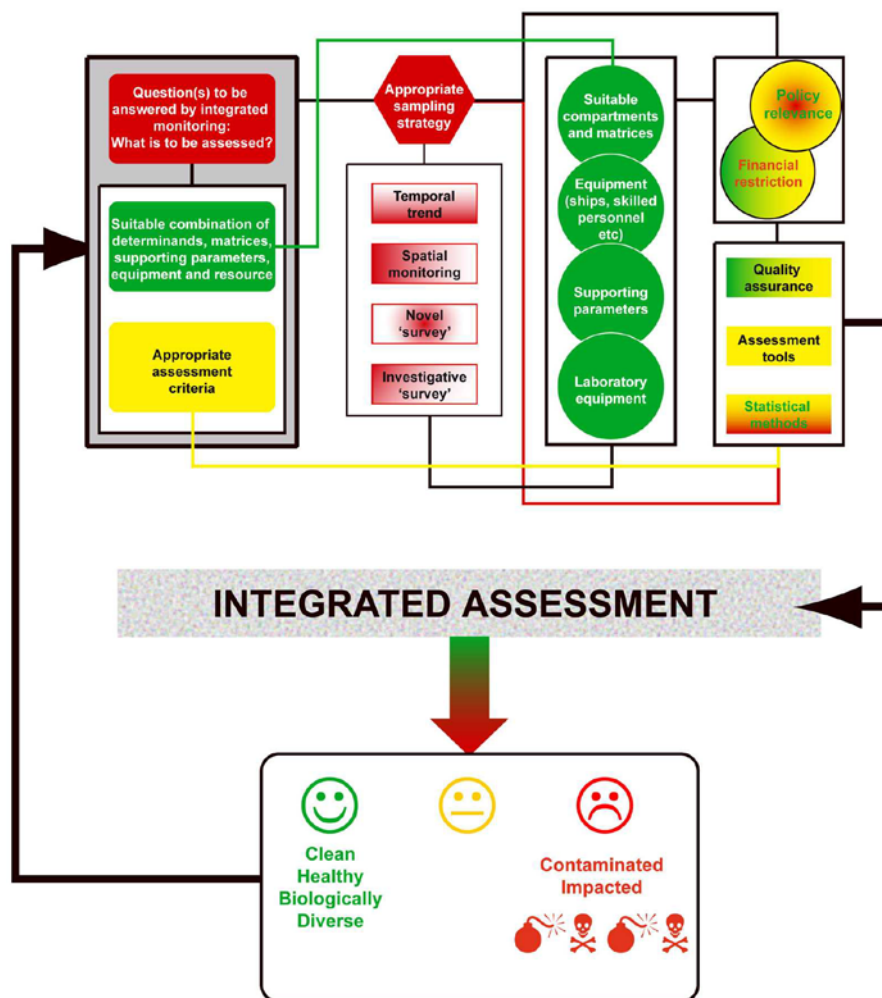 Question(s) to be
answered by integrated
monitoring:
What is to be assessed?
Suitable combination of
determinands, matrices,
supporting parameters,
equipment and resource
Appropriate
assessment
criteria
Appropriate
sampling
strategy
Temporal
trend
Spatial
monitoring
Novel
‘survey’
Investigative
‘survey’
Suitable
compartments
and matrices
Equipment
(ships, skilled
personnel
etc)
Supporting
parameters
Laboratory
equipment
Policy
relevance
Financial
restriction
Quality
assurance
Assessment
tools
Statistical
methods
INTEGRATED ASSESSMENT
Clean
Healthy
Biologically
Diverse
Contaminated
Impacted